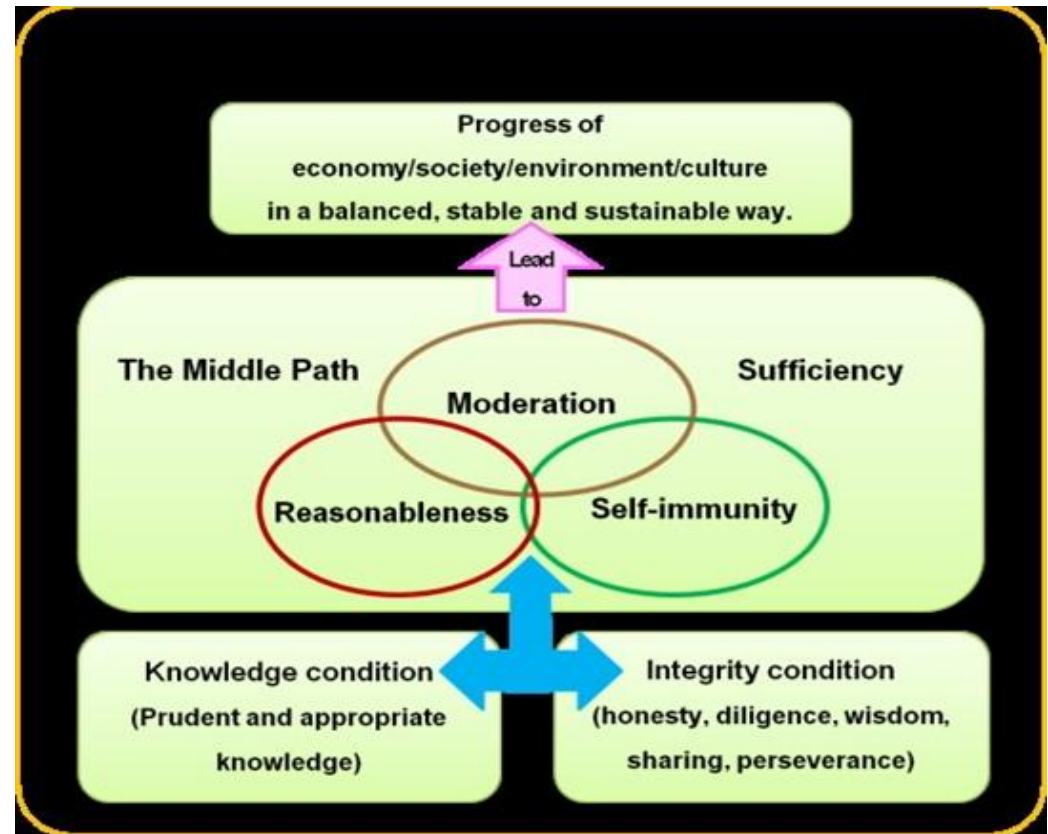 Progress of
economy/society/environment/culture
in a balanced, stable and sustainable way.
Lead
to
The Middle Path
Sufficiency
Moderation
Reasonableness
Self-immunity
Knowledge condition
(Prudent and appropriate
knowledge)
Integrity condition
(honesty, diligence, wisdom,
sharing, perseverance)